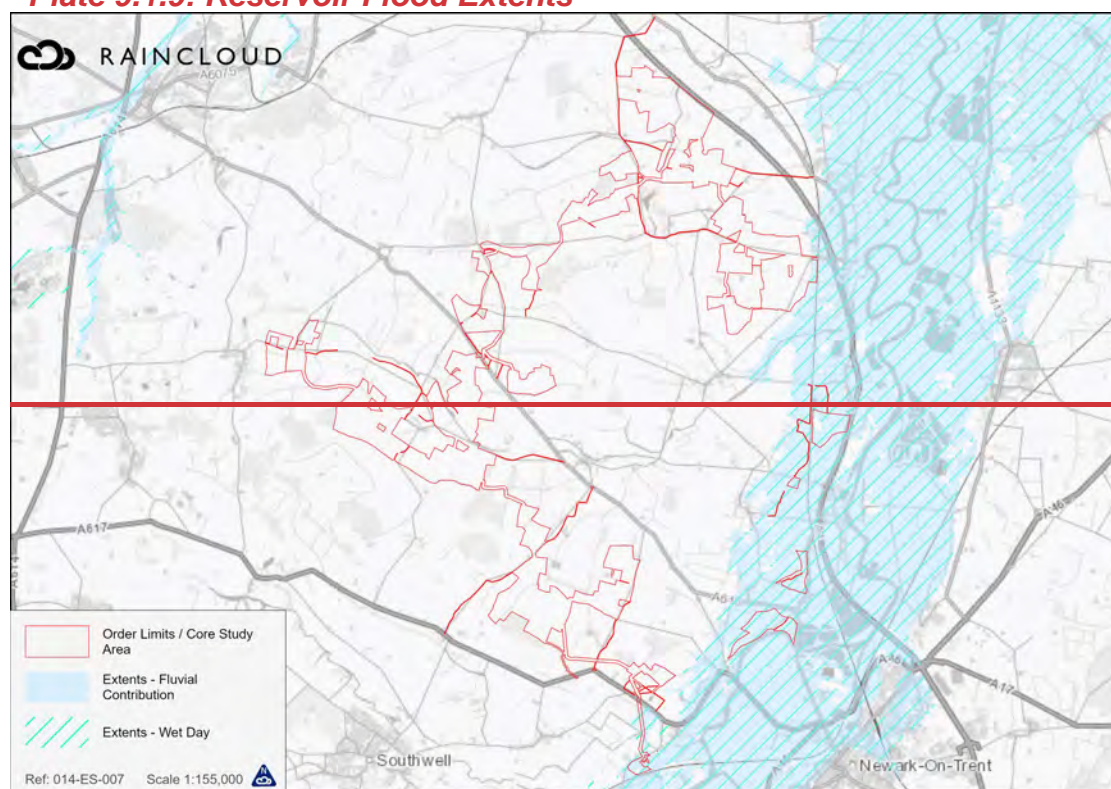 Plate 9.1.9: Reservoir Flood Extents
RAINCLOUD
A6075
A614
A1133
A617
A614
A46
A17
Order Limits / Core Study
Area
Extents - Fluvial
Contribution
Extents - Wet Day
Ref: 014-ES-007 Scale 1:155,000
N
Southwell
Newark-On-Trent